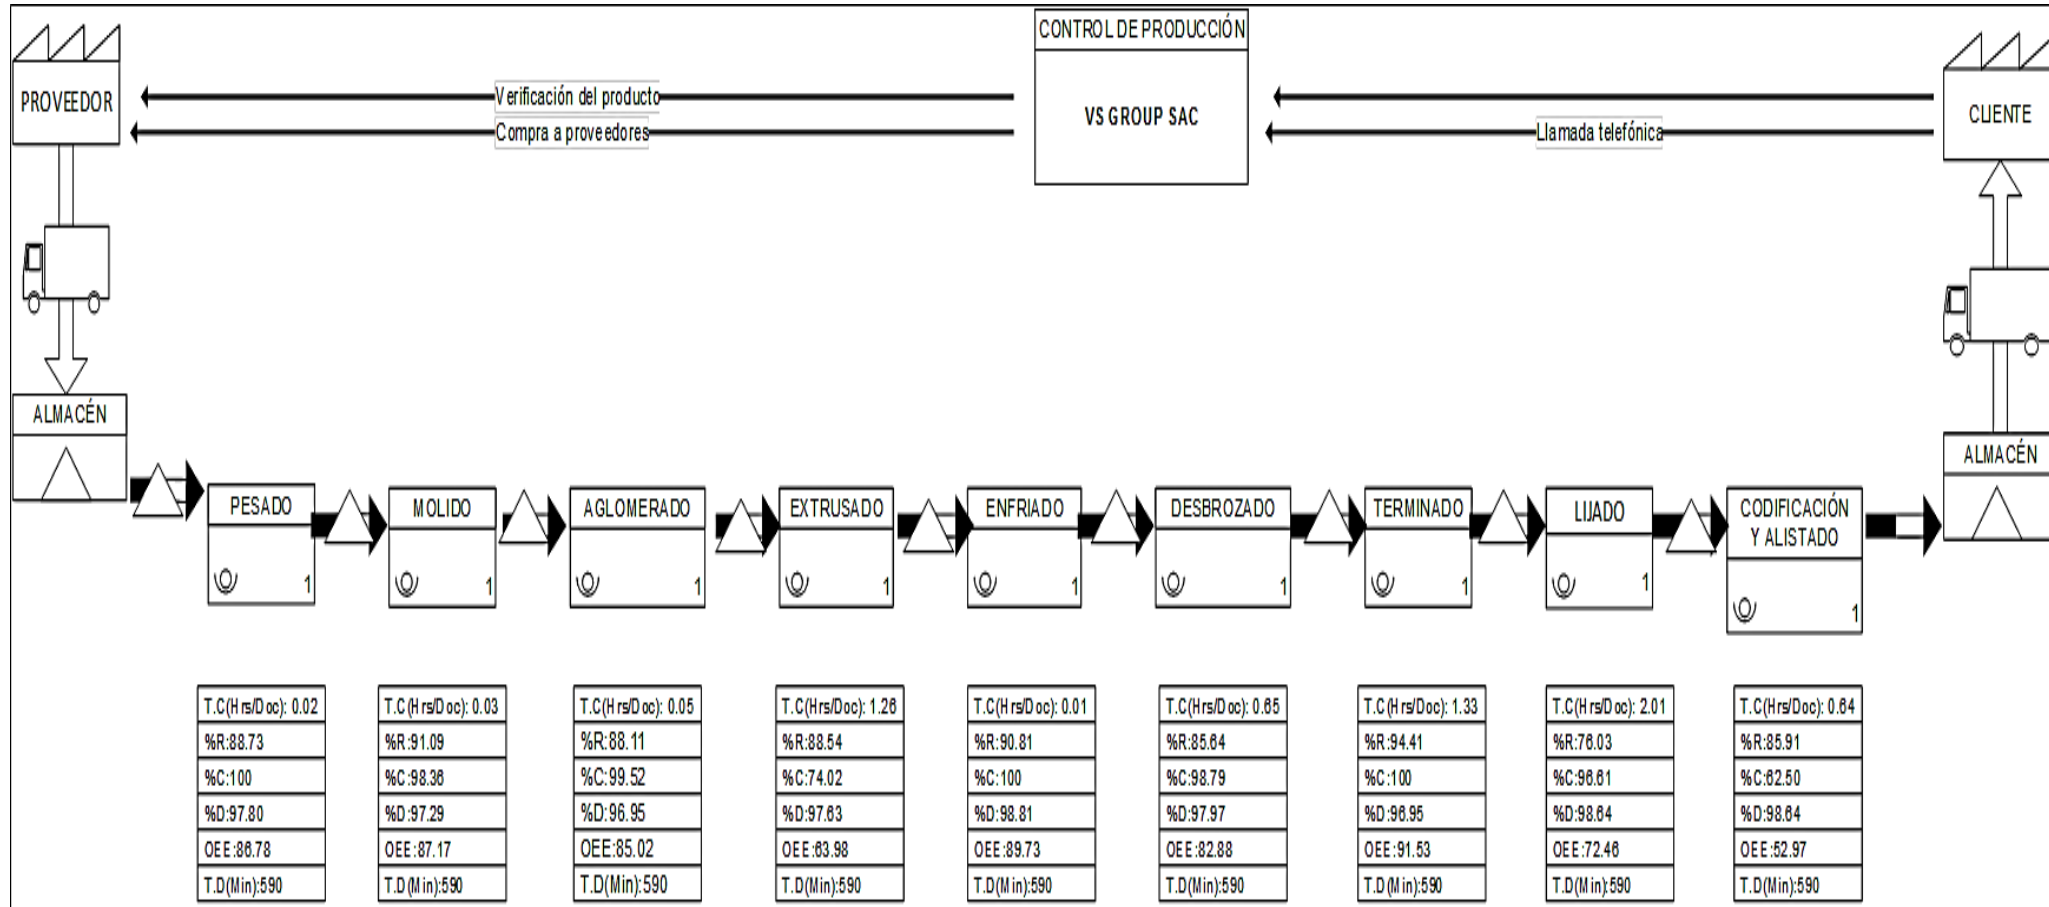 CONTROL DE PRODUCCIÓN
VS GROUP SAC
PROVEEDOR
Verificación del producto
Compra a proveedores
Llamada telefónica
CLIENTE
ALMACÉN
ALMACÉN
PESADO
1
MOLIDO
1
AGLOMERADO
1
EXTRUSADO
1
ENFRIADO
1
DESBROZADO
1
TERMINADO
1
LIJADO
1
CODIFICACIÓN
Y ALISTADO
1
T.C(Hrs/Doc): 0.02
%R:88.73
%C:100
%D:97.80
OEE:86.78
T.D(Min):590
T.C(Hrs/Doc): 0.03
%R:91.09
%C:98.36
%D:97.29
OEE:87.17
T.D(Min):590
T.C(Hrs/Doc): 0.05
%R:88.11
%C:99.52
%D:96.95
OEE:85.02
T.D(Min):590
T.C(Hrs/Doc): 1.26
%R:88.54
%C:74.02
%D:97.63
OEE:63.98
T.D(Min):590
T.C(Hrs/Doc): 0.01
%R:90.81
%C:100
%D:98.81
OEE:89.73
T.D(Min):590
T.C(Hrs/Doc): 0.65
%R:85.64
%C:98.79
%D:97.97
OEE:82.88
T.D(Min):590
T.C(Hrs/Doc): 1.33
%R:94.41
%C:100
%D:96.95
OEE:91.53
T.D(Min):590
T.C(Hrs/Doc): 2.01
%R:76.03
%C:96.61
%D:98.64
OEE:72.46
T.D(Min):590
T.C(Hrs/Doc): 0.64
%R:85.91
%C:62.50
%D:98.64
OEE:52.97
T.D(Min):590